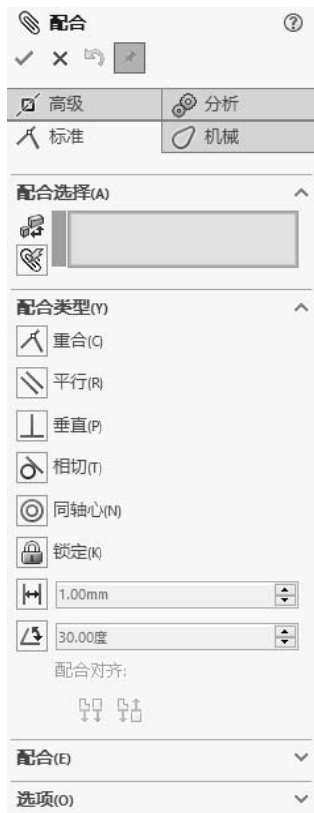 配合
高级
分析
标准
机械
配合选择(A)
配合类型(Y)
重合(C)
平行(R)
垂直(P)
相切(T)
同轴心(N)
锁定(K)
1.00mm
30.00度
配合对齐:
配合(E)
选项(O)